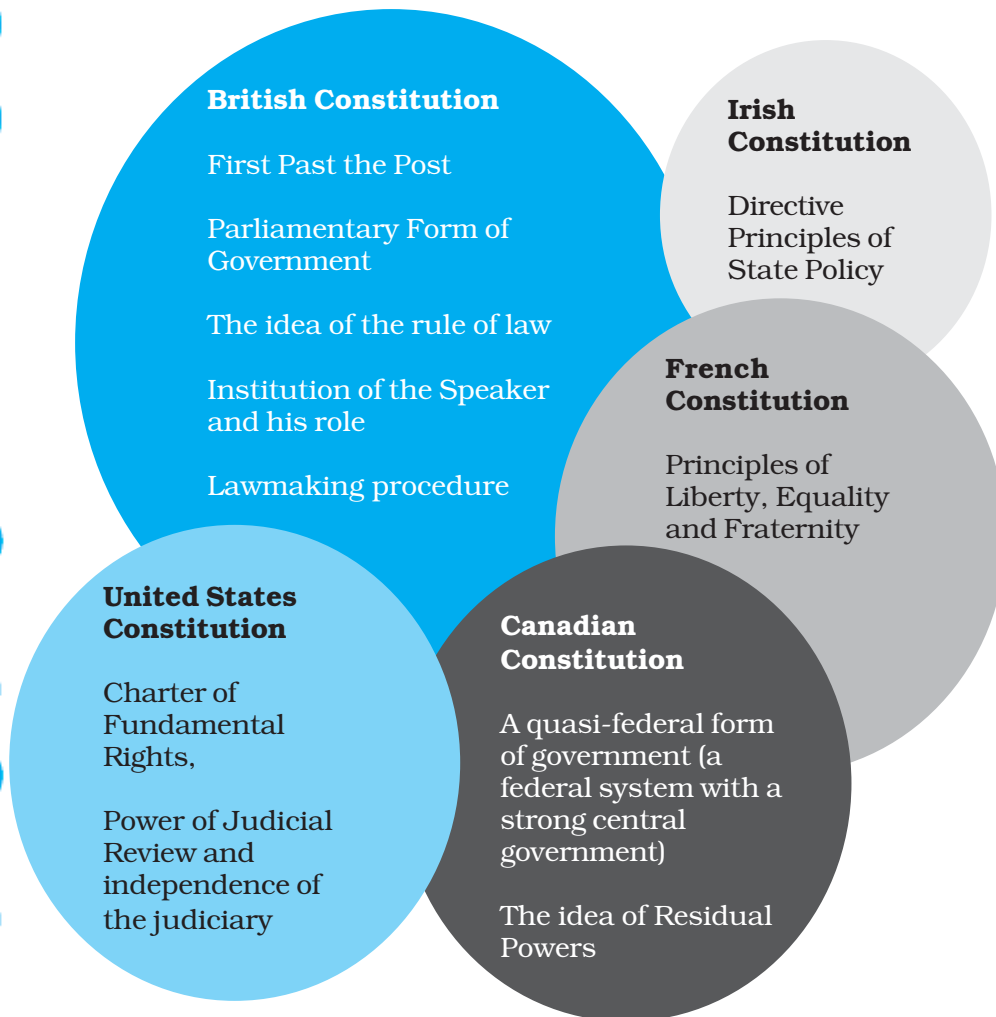 British Constitution
First Past the Post
Parliamentary Form of
Government
The idea of the rule of law
Institution of the Speaker
and his role
Lawmaking procedure
Irish
Constitution
Directive
Principles of
State Policy
French
Constitution
Principles of
Liberty, Equality
and Fraternity
United States
Constitution
Charter of
Fundamental
Rights,
Power of Judicial
Review and
independence of
the judiciary
Canadian
Constitution
A quasi-federal form
of government (a
federal system with a
strong central
government)
The idea of Residual
Powers